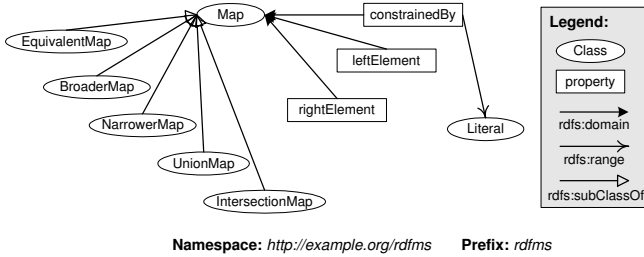 Map
constrainedBy
Legend:
EquivalentMap
Class
leftElement
BroaderMap
property
rightElement
NarrowerMap
Literal
rdfs:domain
UnionMap
rdfs:range
IntersectionMap
rdfs:subClassOf
Namespace: http://example.org/rdfms Prefix: rdfms